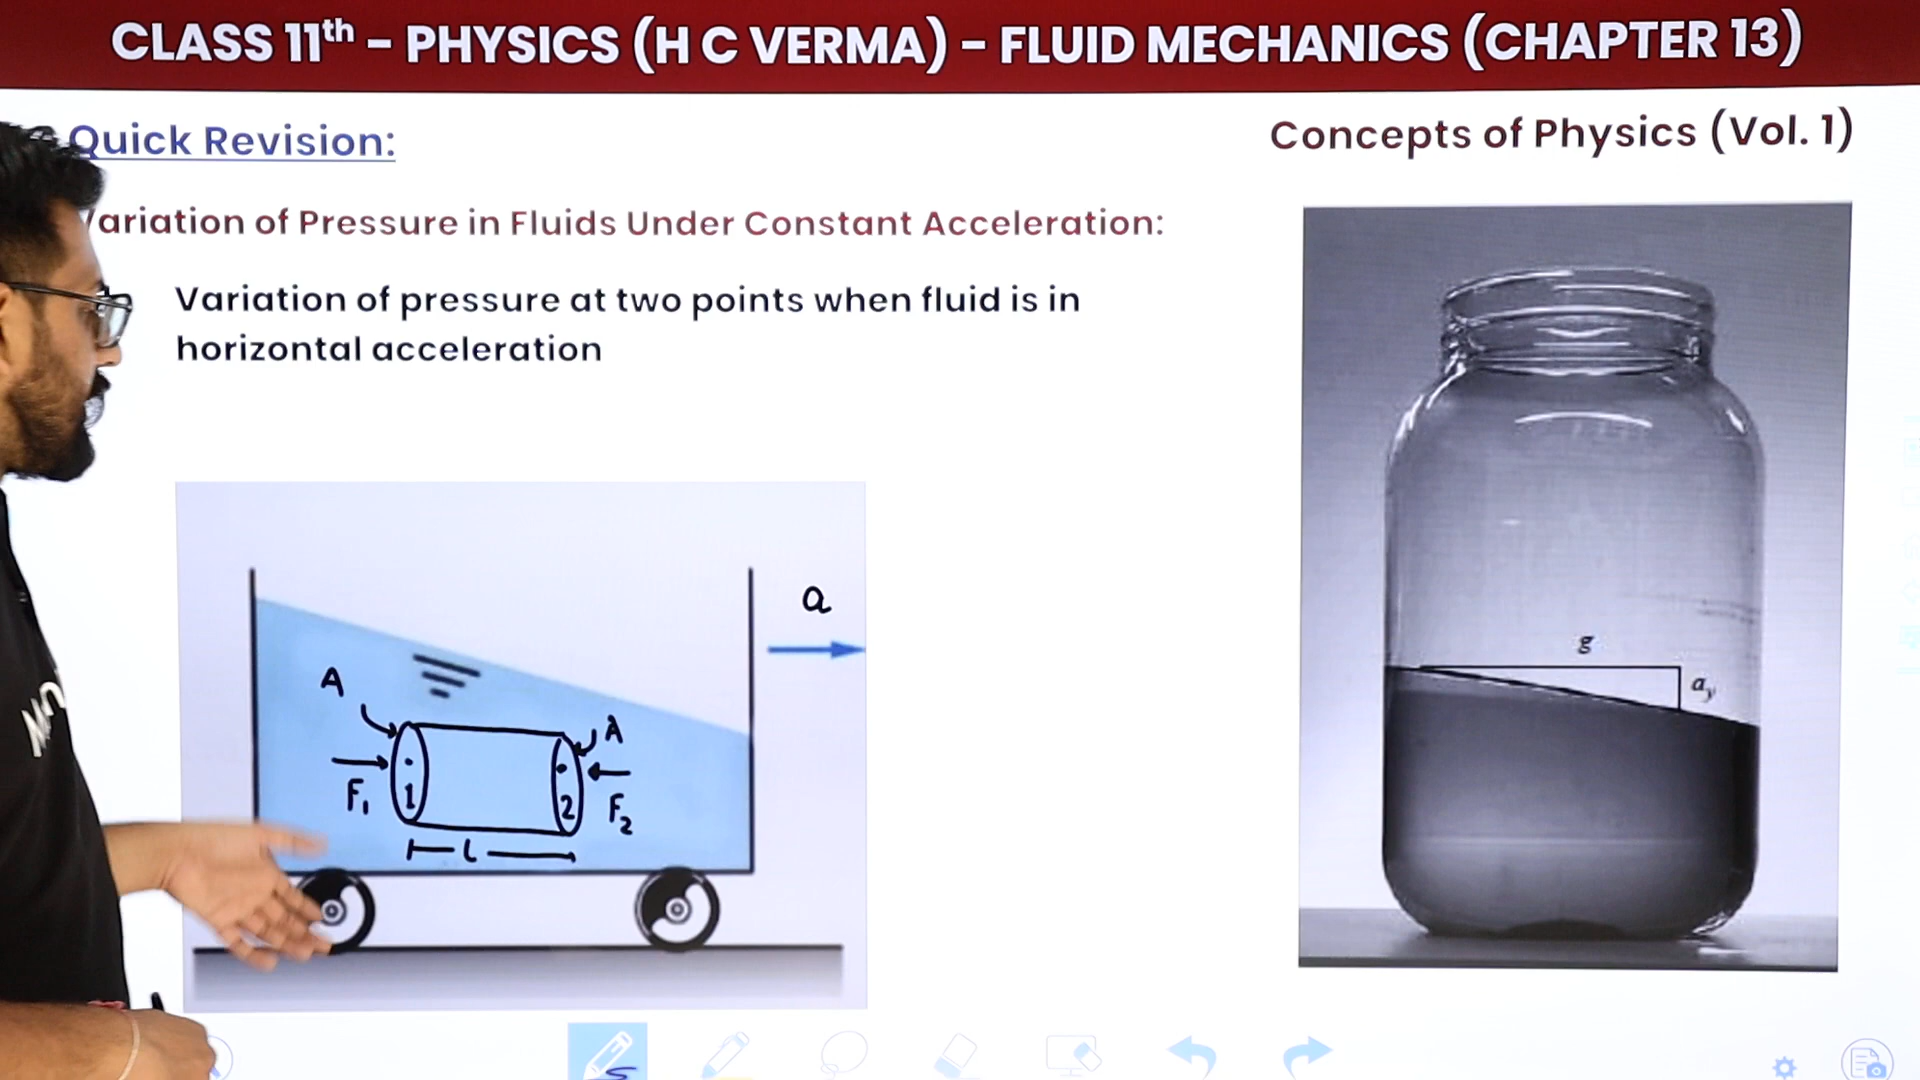 CLASS 11th - PHYSICS (H C VERMA) - FLUID MECHANICS (CHAPTER 13)
Quick Revision:
Concepts of Physics (Vol. 1)
Variation of Pressure in Fluids Under Constant Acceleration:
Variation of pressure at two points when fluid is in
horizontal acceleration
a
g
ay
A
A
F1
1
2
F2
L